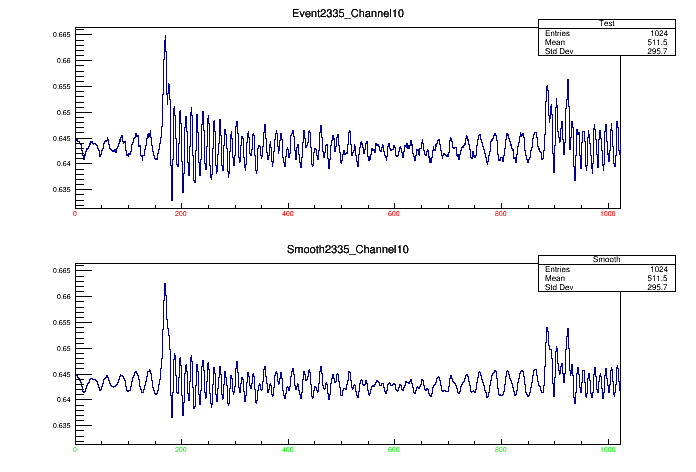 Event2335_Channel10
Test
Entries 1024
Mean 511.5
Std Dev 295.7
0.665
0.66
0.655
0.65
0.645
0.64
0.635
0 200 400 600 800 1000
Smooth2335_Channel10
Smooth
Entries 1024
Mean 511.5
Std Dev 295.7
0.665
0.66
0.655
0.65
0.645
0.64
0.635
0 200 400 600 800 1000